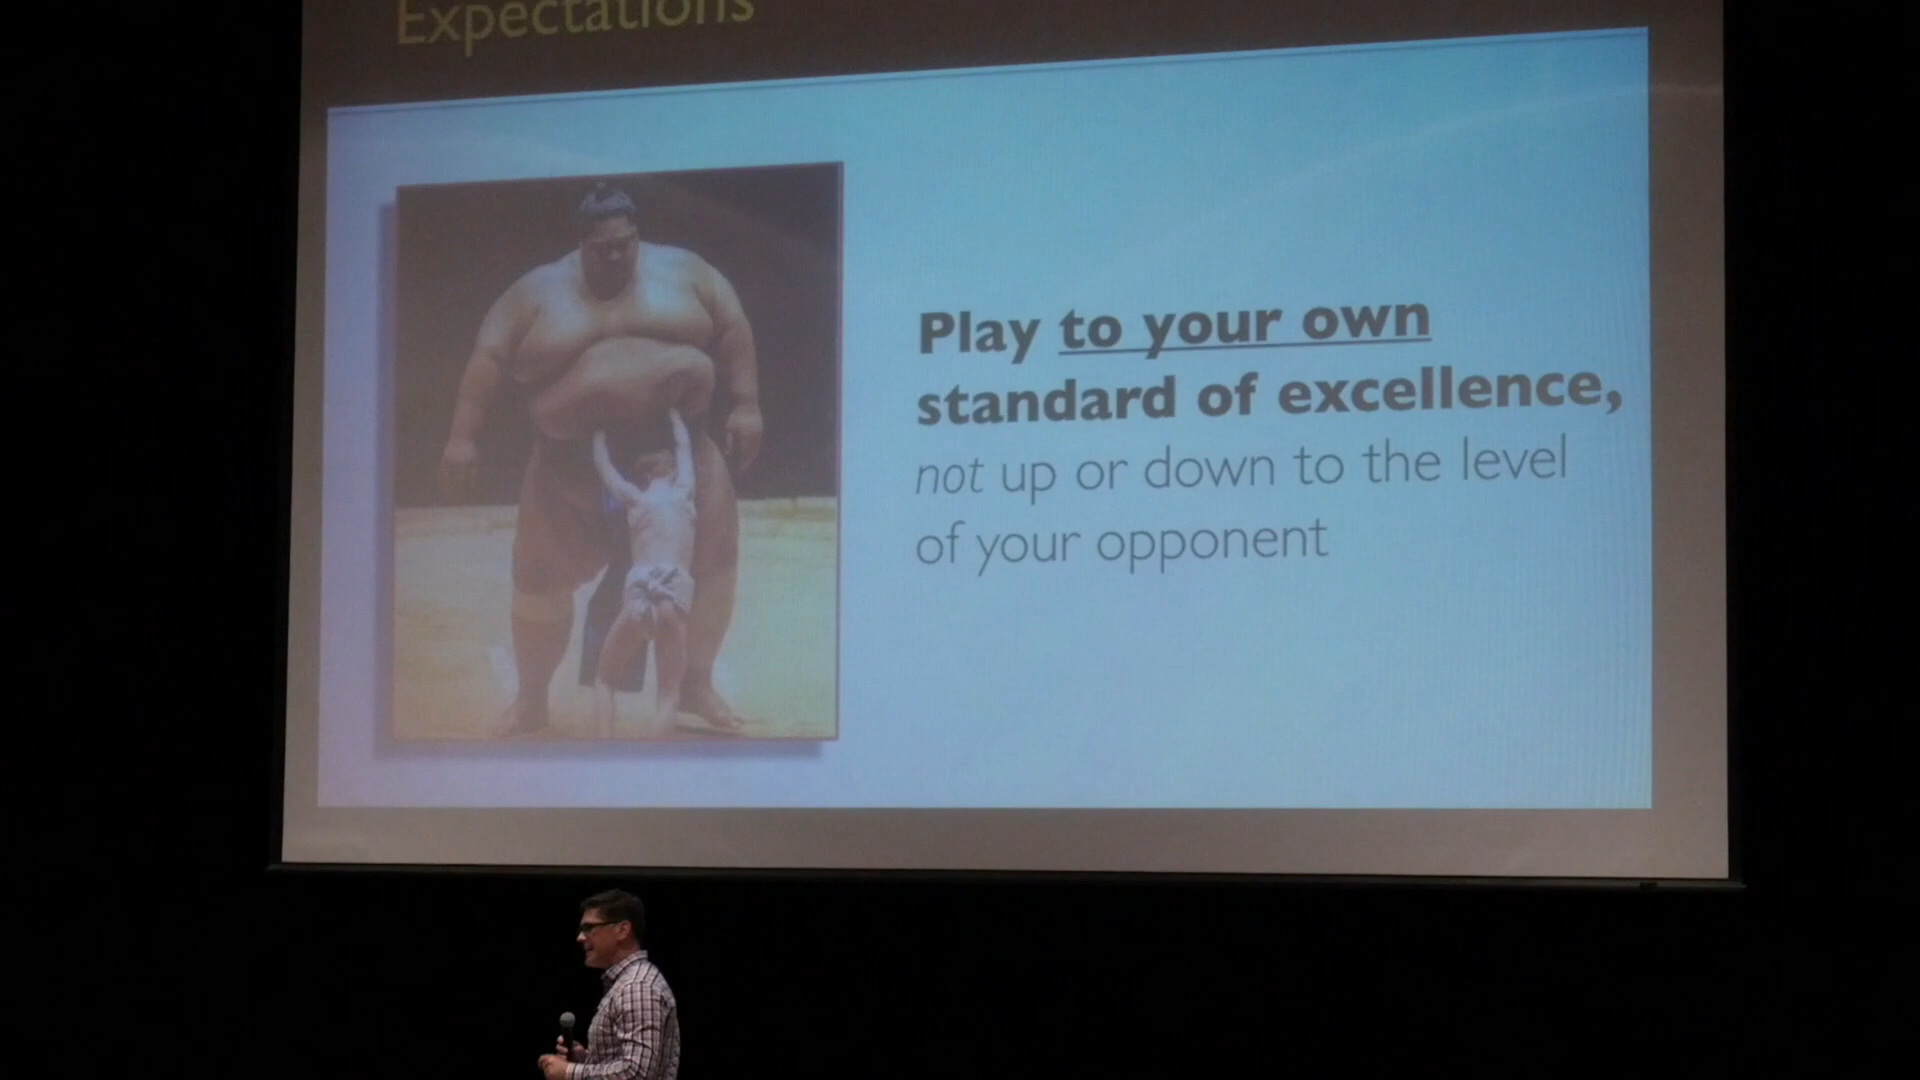 Expectations
Play to your own
standard of excellence,
not up or down to the level
of your opponent